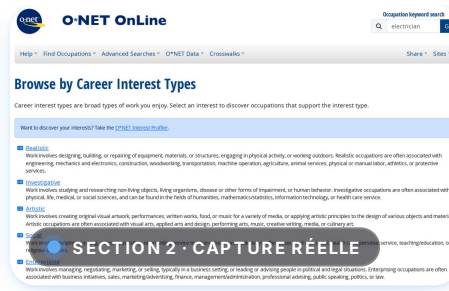 o·net
O*NET OnLine
Occupation keyword search
electrician
Help
Find Occupations
Advanced Searches
O*NET Data
Crosswalks
Share
Sites
Browse by Career Interest Types
Career interest types are broad types of work you enjoy. Select an interest to discover occupations that support the interest type.
Want to discover your interests? Take the O*NET Interest Profiler.
Realistic
Work involves designing, building, or repairing of equipment, materials, or structures, engaging in physical activity, or working outdoors. Realistic occupations are often associated with
engineering, mechanics and electronics, construction, woodworking, transportation, machine operation, agriculture, animal services, physical or manual labor, athletics, or protective
services.
Investigative
Work involves studying and researching non-living objects, living organisms, disease or other forms of impairment, or human behavior. Investigative occupations are often associated with
physical, life, medical, or social sciences, and can be found in the fields of humanities, mathematics/statistics, information technology, or health care service.
Artistic
Work involves creating original visual artwork, performances, written works, food, or music for a variety of media, or applying artistic principles to the design of various objects and
Artistic occupations are often associated with visual arts, applied arts and design, performing arts, music, creative writing, media, or culinary art.
SECTION 2 · CAPTURE RÉELLE
service, teaching/education, or
Work involves managing, negotiating, marketing, or selling, typically in a business setting, or leading or advising people in political and legal situations. Enterprising occupations are often
associated with business initiatives, sales, marketing/advertising, finance, management/administration, professional advising, public speaking, politics, or law.